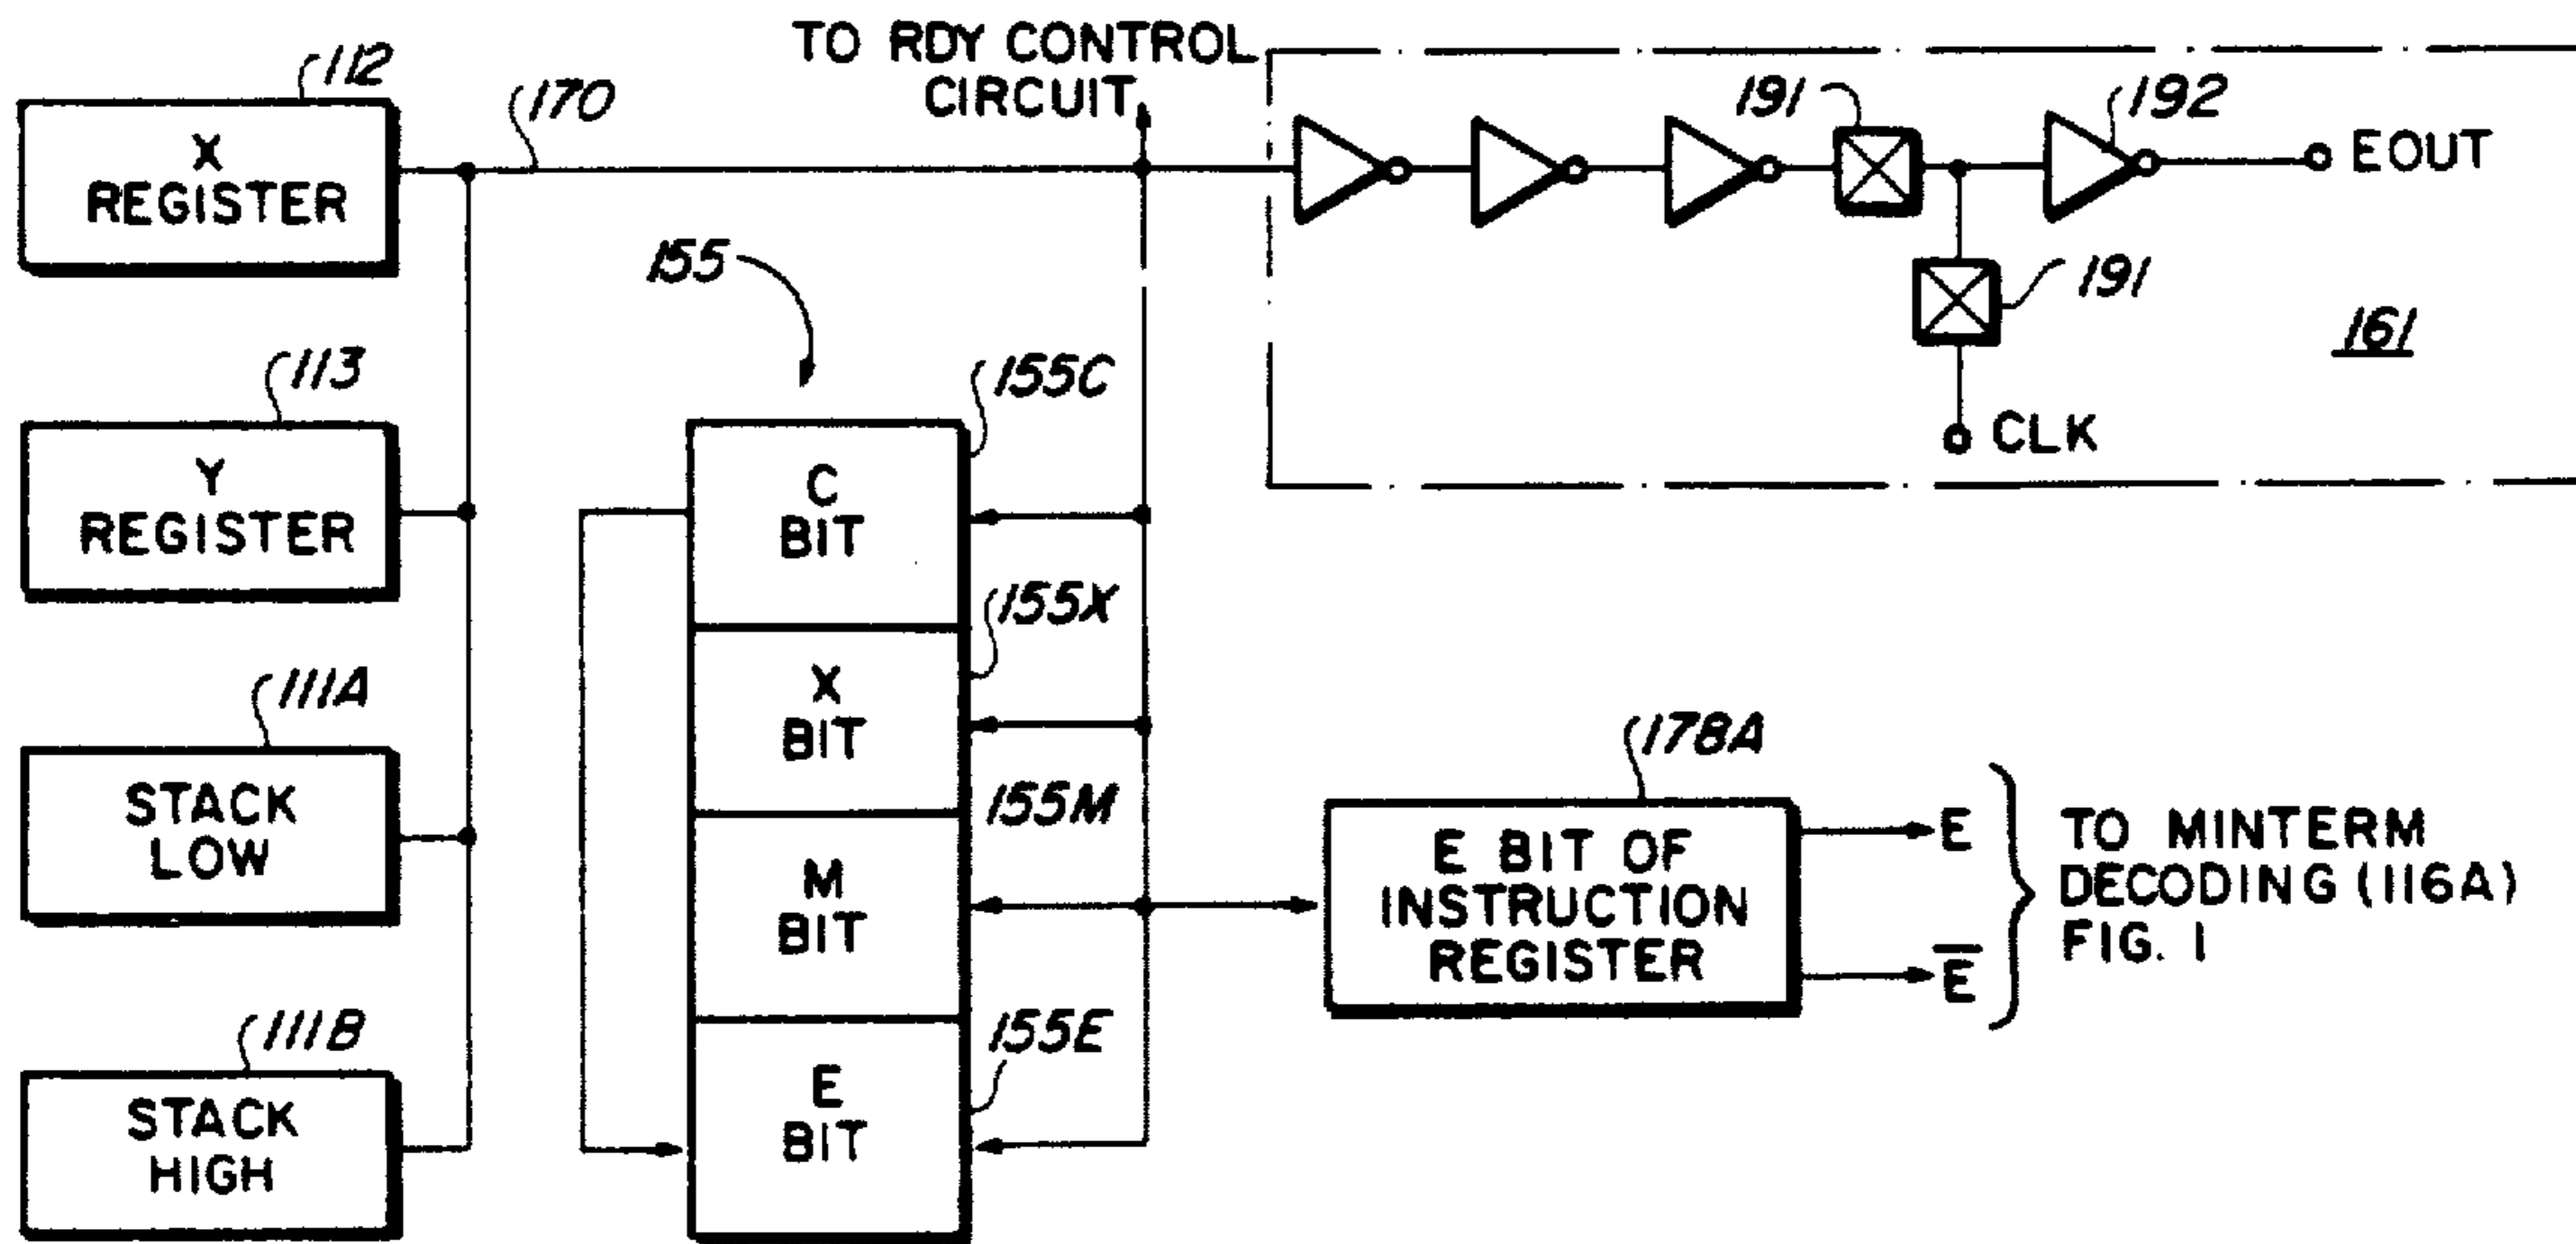 112
X
REGISTER
170
TO RDY CONTROL
CIRCUIT
191
192
EOUT
191
CLK
161
113
Y
REGISTER
155
155C
C
BIT
155X
X
BIT
155M
M
BIT
155E
E
BIT
111A
STACK
LOW
111B
STACK
HIGH
178A
E BIT OF
INSTRUCTION
REGISTER
E
E̅
TO MINTERM
DECODING (116A)
FIG. 1